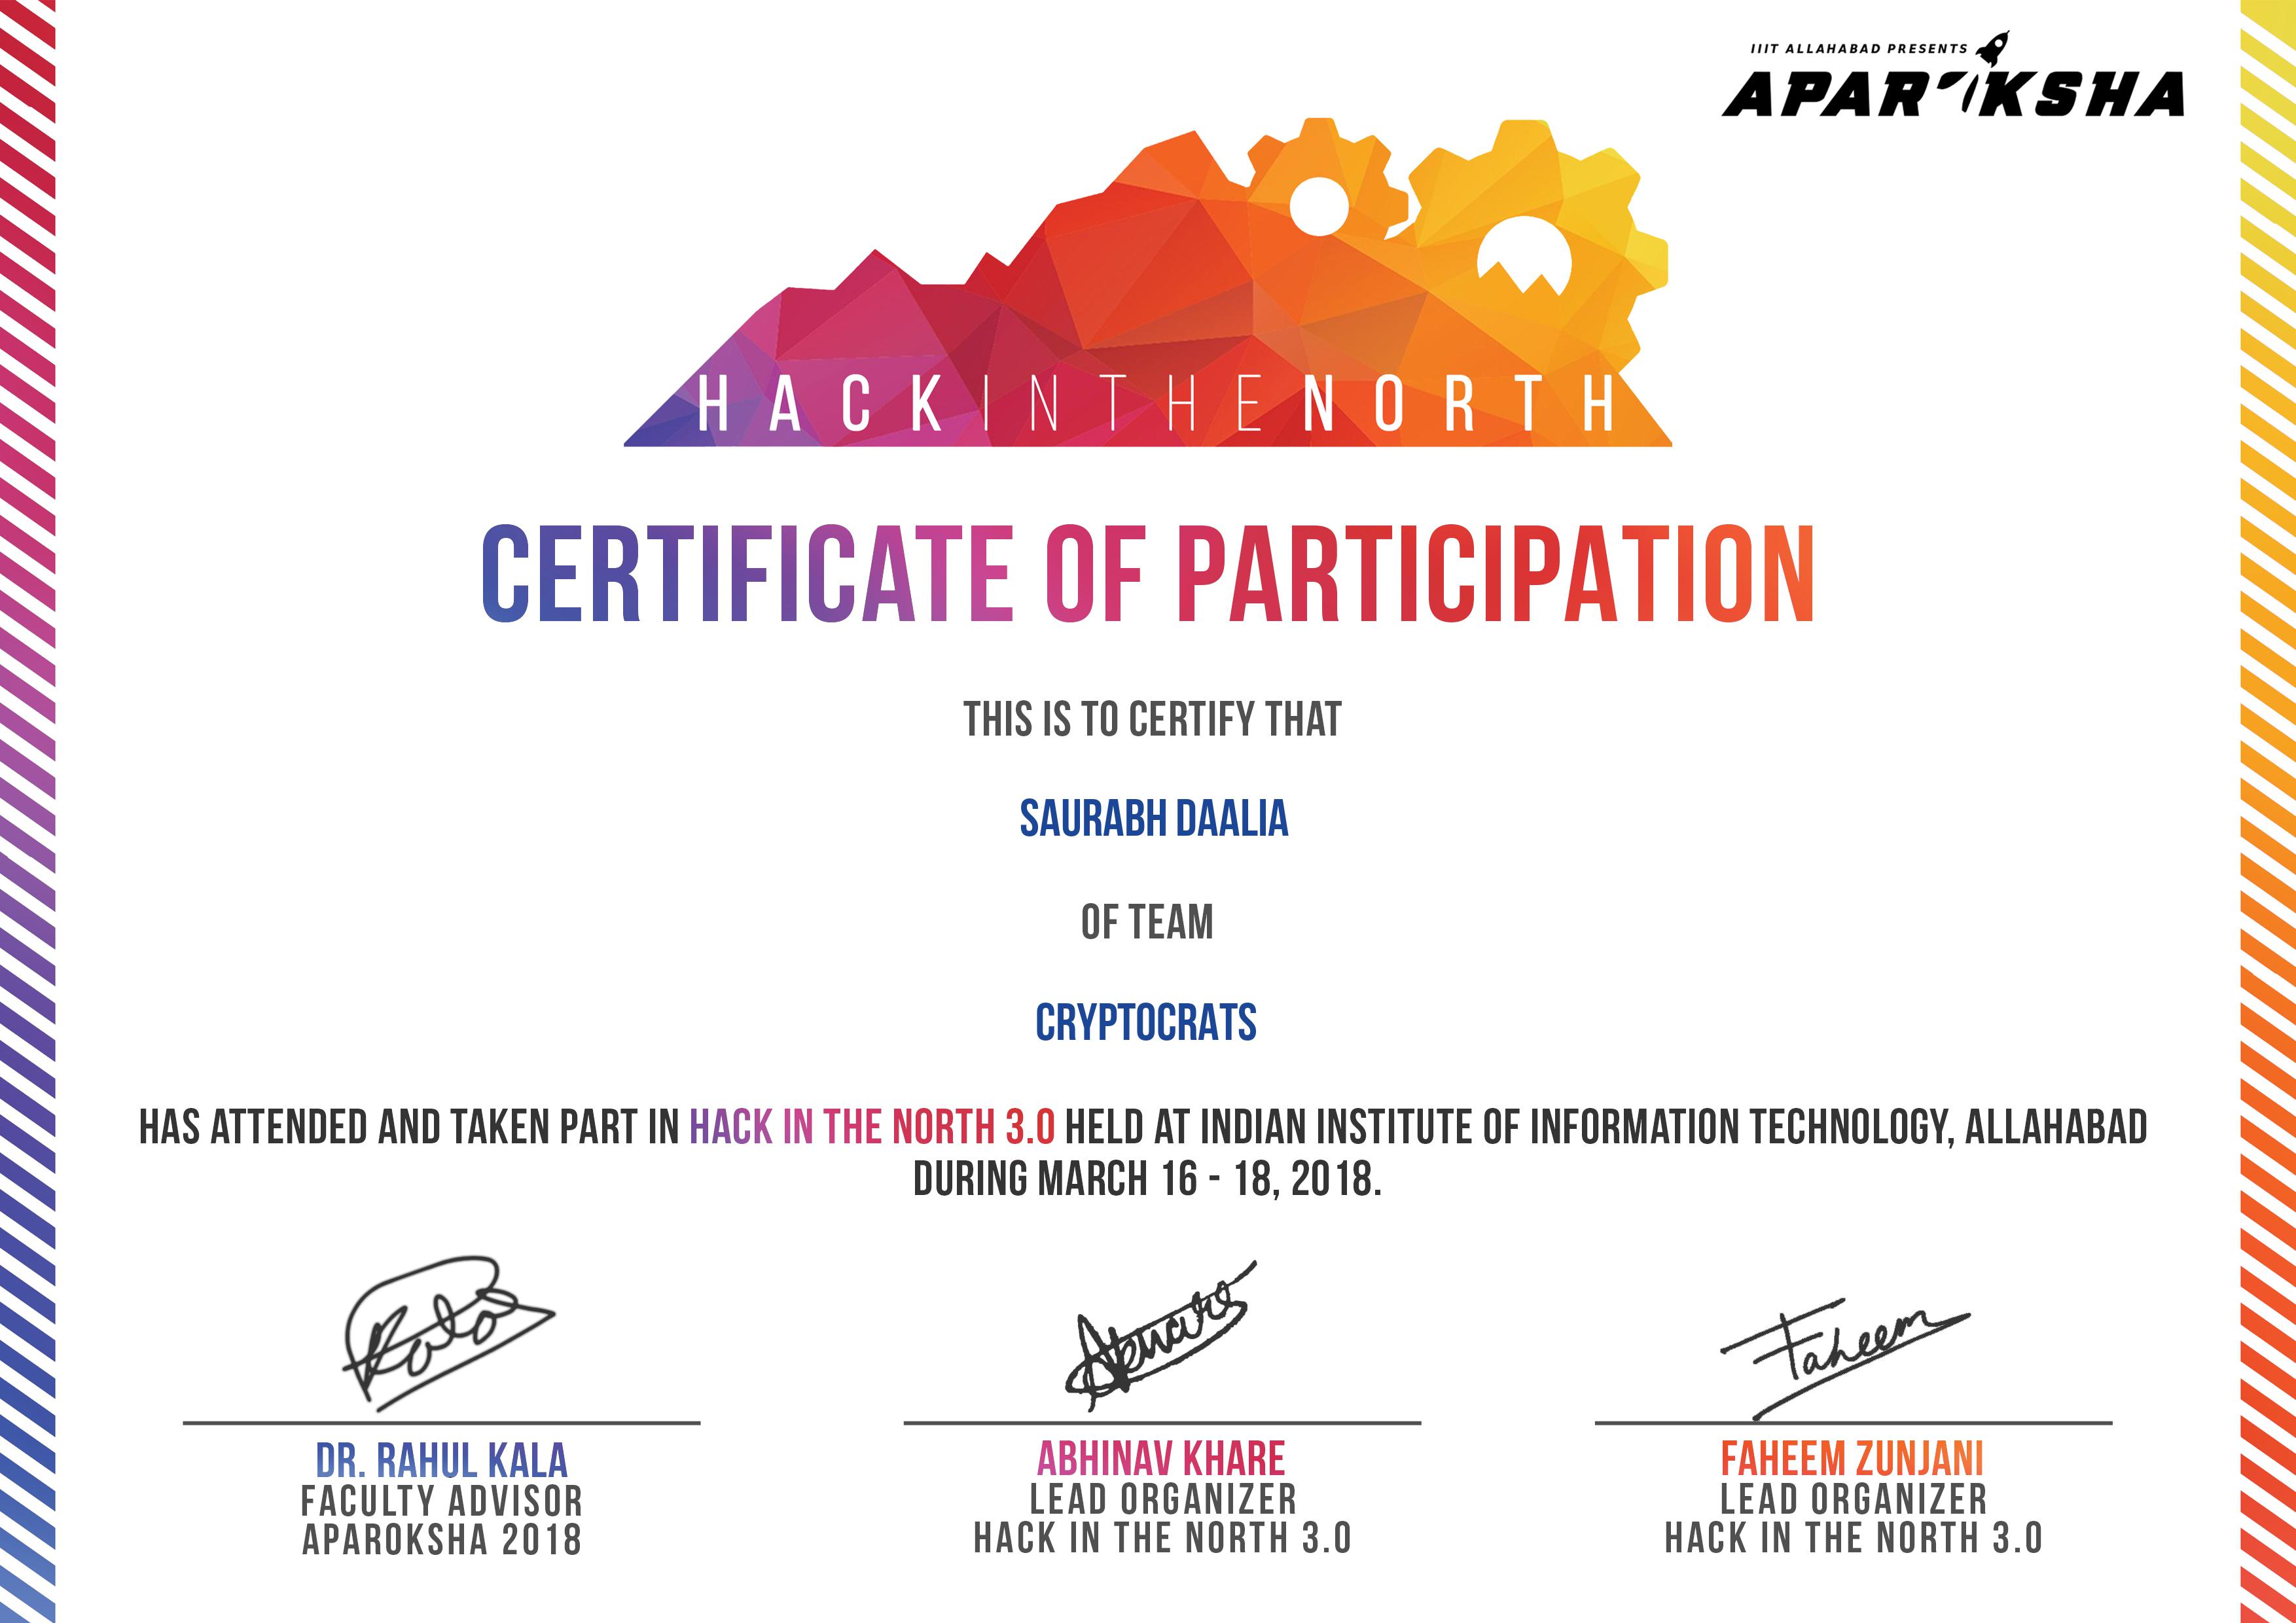 IIIT ALLAHABAD PRESENTS
APAROKSHA
HACKINTHENORTH
CERTIFICATE OF PARTICIPATION
THIS IS TO CERTIFY THAT
SAURABH DAALIA
OF TEAM
CRYPTOCRATS
HAS ATTENDED AND TAKEN PART IN HACK IN THE NORTH 3.0 HELD AT INDIAN INSTITUTE OF INFORMATION TECHNOLOGY, ALLAHABAD
DURING MARCH 16 - 18, 2018.
Kala
Abhinav
Faheem
DR. RAHUL KALA
FACULTY ADVISOR
APAROKSHA 2018
ABHINAV KHARE
LEAD ORGANIZER
HACK IN THE NORTH 3.0
FAHEEM ZUNJANI
LEAD ORGANIZER
HACK IN THE NORTH 3.0